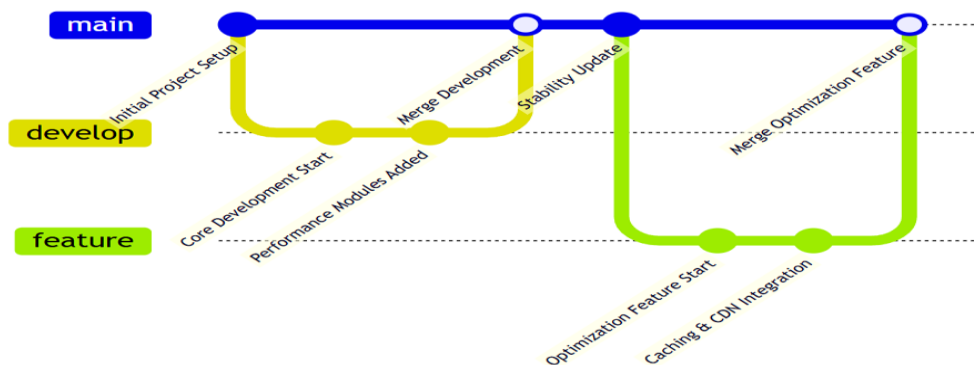 main
Initial Project Setup
Merge Development
Stability Update
Merge Optimization Feature
develop
Core Development Start
Performance Modules Added
feature
Optimization Feature Start
Caching & CDN Integration